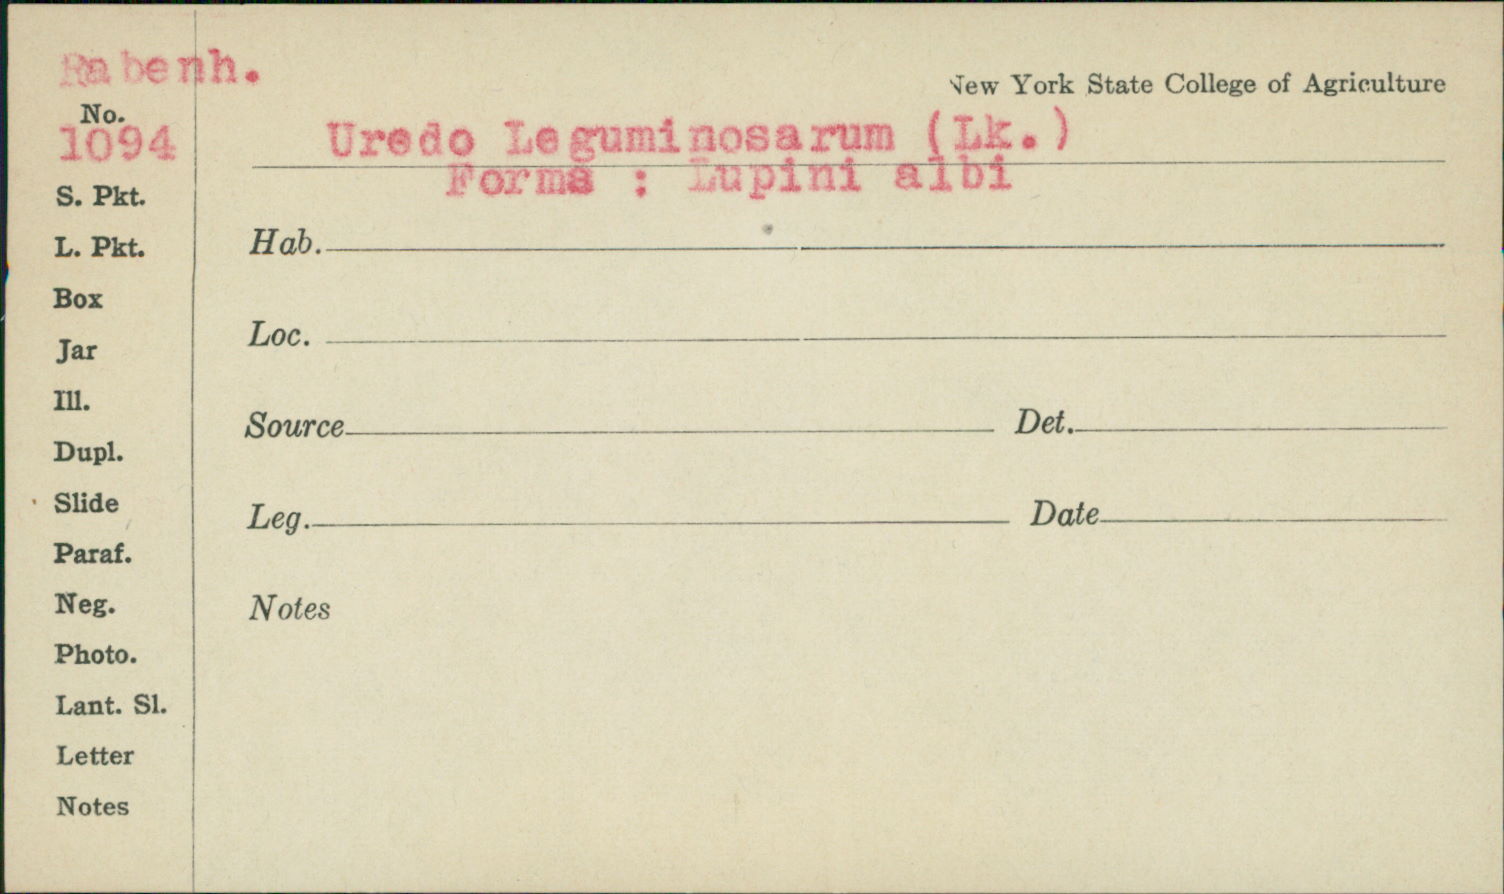 Rabenh.
New York State College of Agriculture
No.
1094
Uredo Leguminosarum (Lk.)
Forma : Lupini albi
S. Pkt.
L. Pkt.
Hab.
Box
Loc.
Jar
Ill.
Source Det.
Dupl.
Slide
Leg. Date
Paraf.
Neg.
Notes
Photo.
Lant. Sl.
Letter
Notes